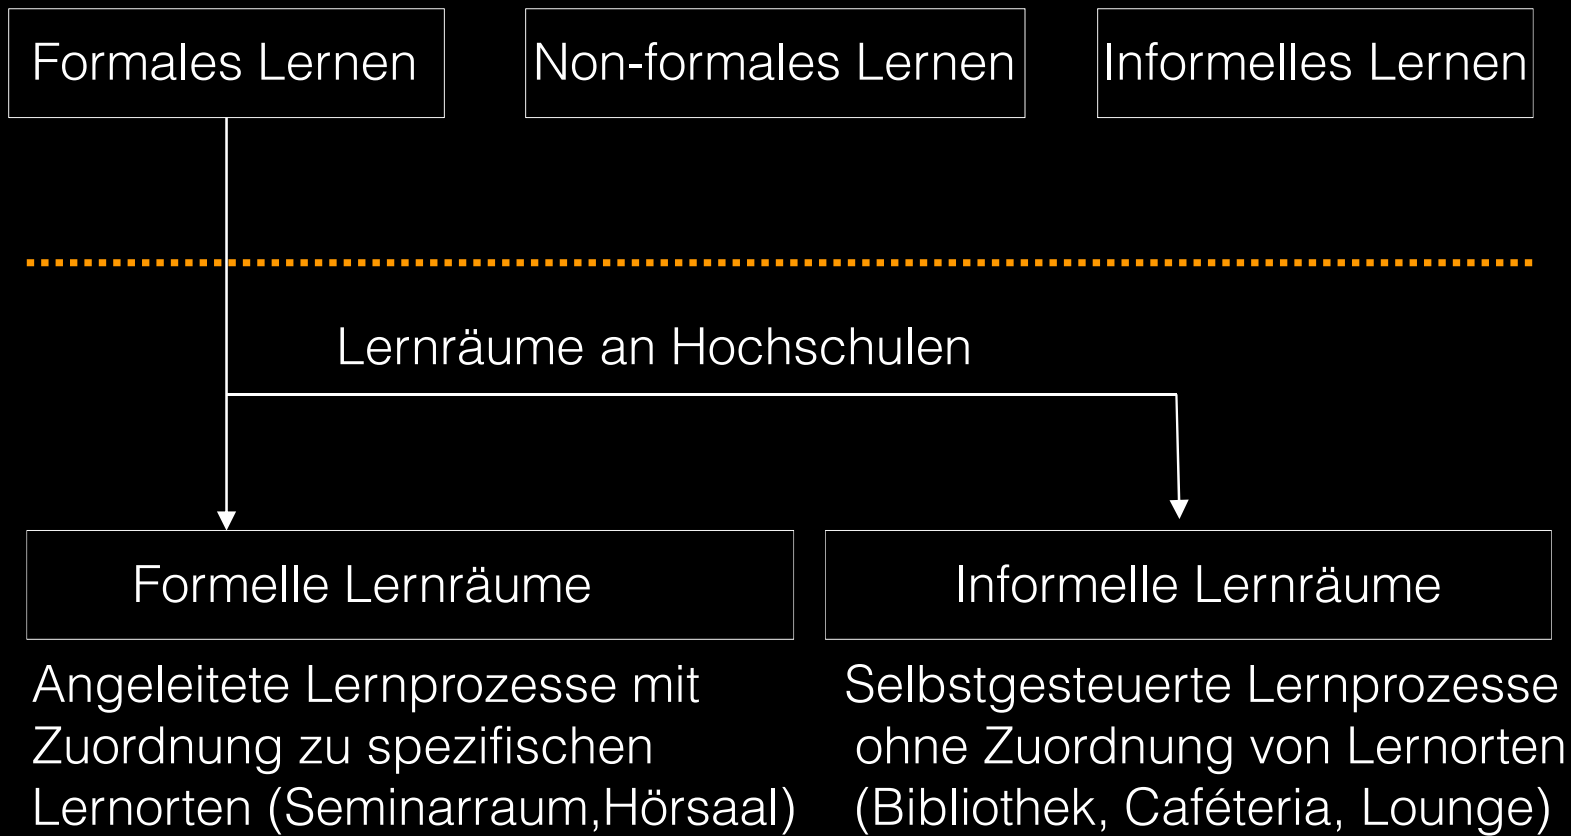 Formales Lernen
Non-formales Lernen
Informelles Lernen
Lernräume an Hochschulen
Formelle Lernräume
Informelle Lernräume
Angeleitete Lernprozesse mit
Zuordnung zu spezifischen
Lernorten (Seminarraum,Hörsaal)
Selbstgesteuerte Lernprozesse
ohne Zuordnung von Lernorten
(Bibliothek, Caféteria, Lounge)